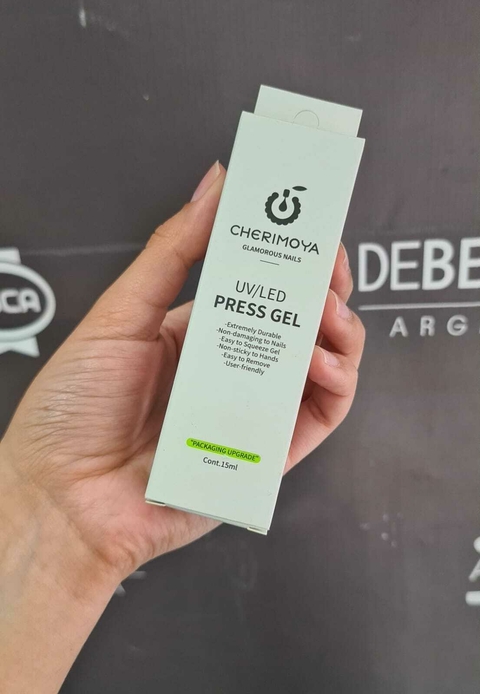 CHERIMOYA
GLAMOROUS NAILS
UV/LED
PRESS GEL
-Extremely Durable
-Non-damaging to Nails
-Easy to Squeeze Gel
-Non-sticky to Hands
-Easy to Remove
-User-friendly
"PACKAGING UPGRADE"
Cont.15ml
SCA
DEBE
ARG